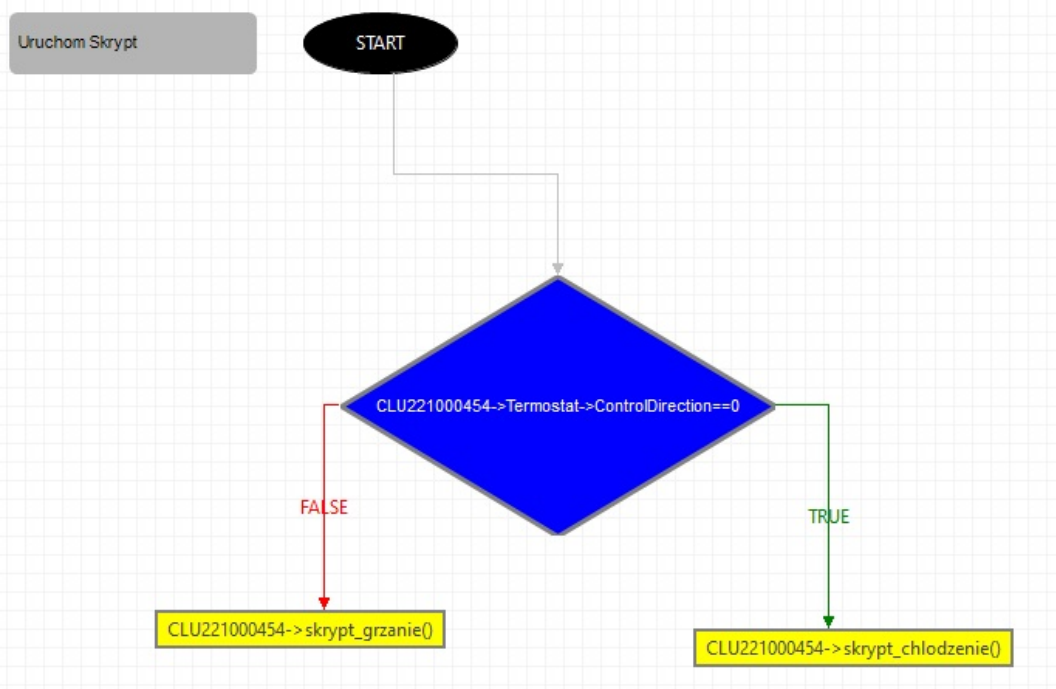 Uruchom Skrypt
START
CLU221000454->Termostat->ControlDirection==0
FALSE
TRUE
CLU221000454->skrypt_grzanie()
CLU221000454->skrypt_chlodzenie()